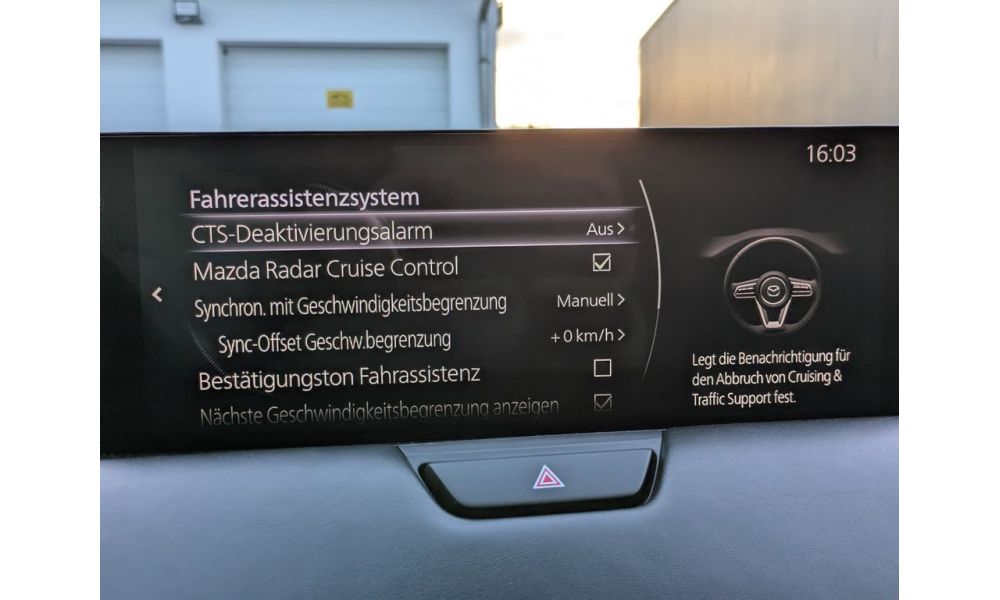 16:03
Fahrerassistenzsystem
CTS-Deaktivierungsalarm Aus
Mazda Radar Cruise Control
Synchron. mit Geschwindigkeitsbegrenzung Manuell
Sync-Offset Geschw.begrenzung +0 km/h
Bestätigungston Fahrassistenz
Nächste Geschwindigkeitsbegrenzung anzeigen
Legt die Benachrichtigung für
den Abbruch von Cruising &
Traffic Support fest.